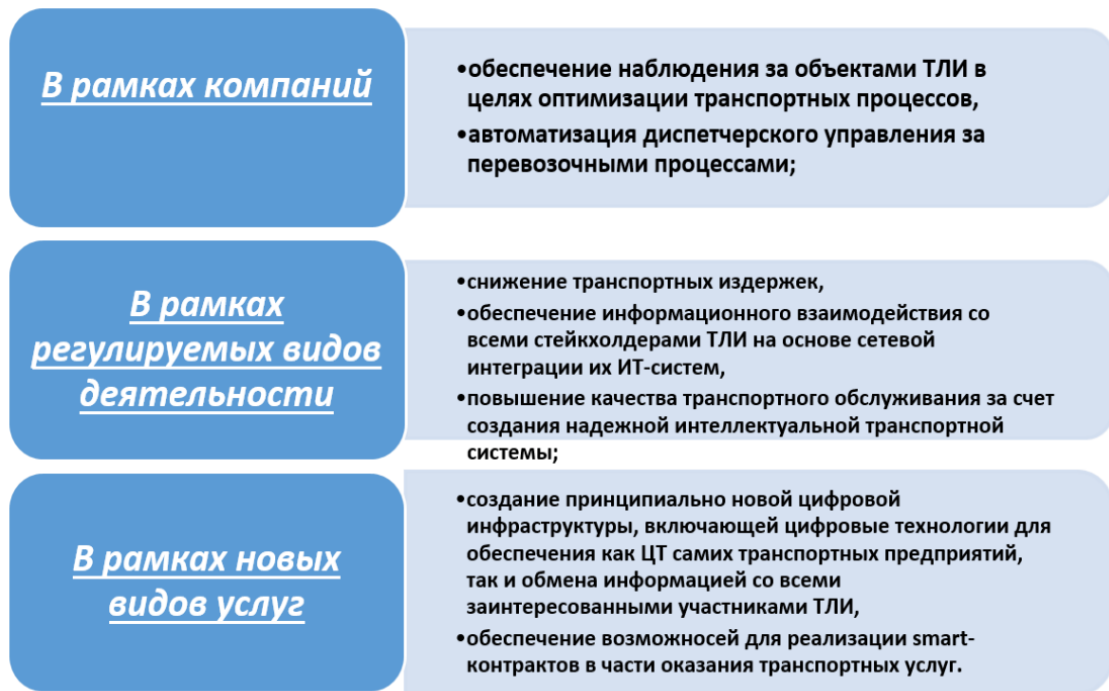 В рамках компаний
•обеспечение наблюдения за объектами ТЛИ в
целях оптимизации транспортных процессов,
•автоматизация диспетчерского управления за
перевозочными процессами;
В рамках
регулируемых видов
деятельности
•снижение транспортных издержек,
•обеспечение информационного взаимодействия со
всеми стейкхолдерами ТЛИ на основе сетевой
интеграции их ИТ-систем,
•повышение качества транспортного обслуживания за счет
создания надежной интеллектуальной транспортной
системы;
В рамках новых
видов услуг
•создание принципиально новой цифровой
инфраструктуры, включающей цифровые технологии для
обеспечения как ЦТ самих транспортных предприятий,
так и обмена информацией со всеми
заинтересованными участниками ТЛИ,
•обеспечение возможносей для реализации smart-
контрактов в части оказания транспортных услуг.